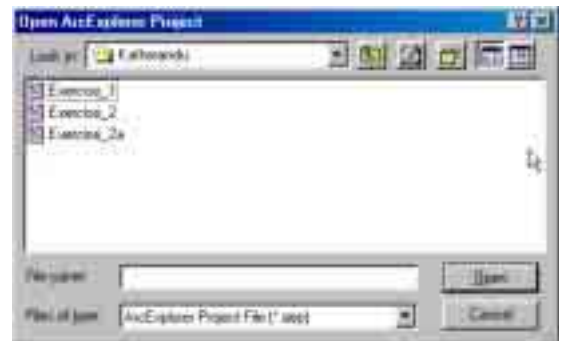 Open ArcExplorer Project
Look in: Kathmandu
Exercise_1
Exercise_2
Exercise_2a
File name: Open
Files of type: ArcExplorer Project File (*.aep) Cancel